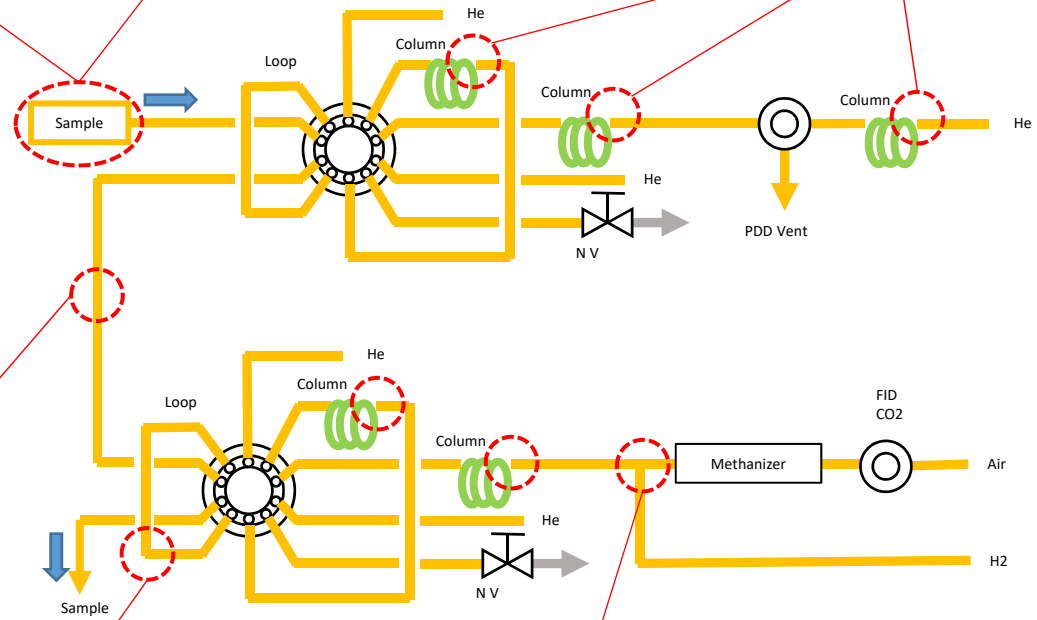 He
Column
Loop
Column
Column
Sample
He
He
PDD Vent
N V
He
Column
FID
CO2
Loop
Column
Methanizer
Air
He
H2
N V
Sample